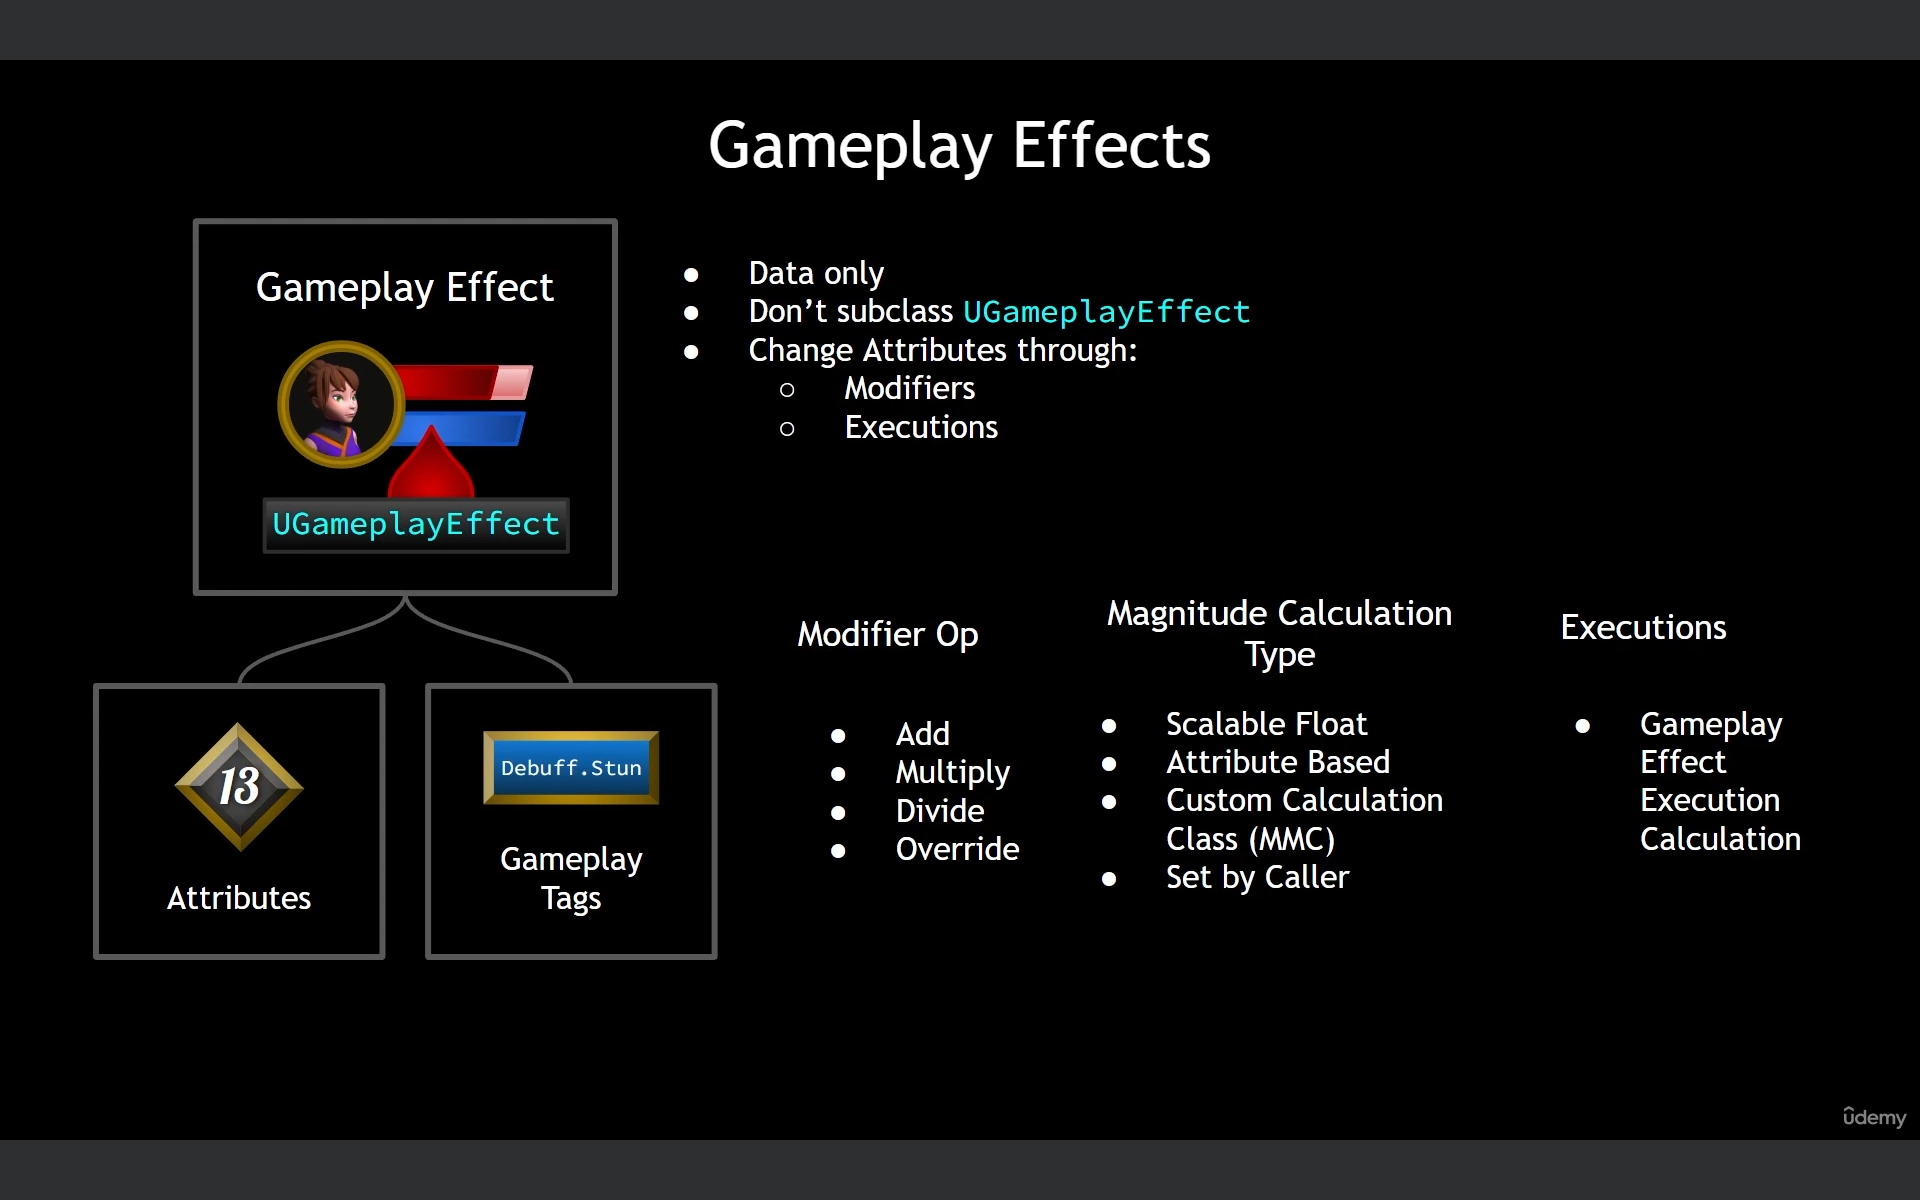 Gameplay Effects
Gameplay Effect
UGameplayEffect
Attributes
13
Debuff.Stun
Gameplay
Tags
● Data only
● Don’t subclass UGameplayEffect
● Change Attributes through:
○ Modifiers
○ Executions
Modifier Op
● Add
● Multiply
● Divide
● Override
Magnitude Calculation
Type
● Scalable Float
● Attribute Based
● Custom Calculation
Class (MMC)
● Set by Caller
Executions
● Gameplay
Effect
Execution
Calculation
ûdemy